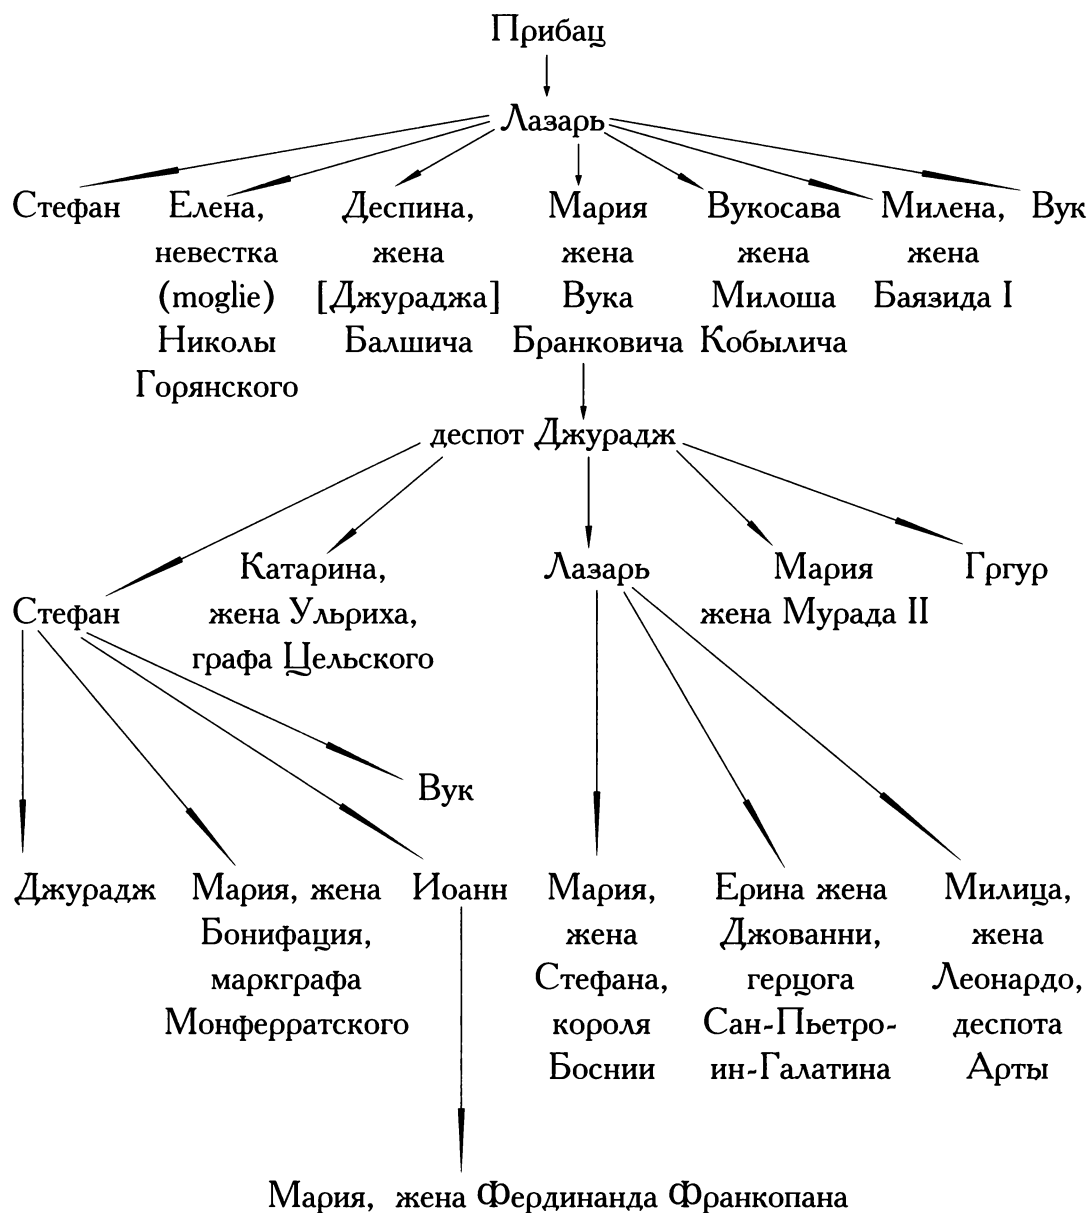 Прибац
Лазарь
Стефан Елена, Деспина, Мария Вукосава Милена, Вук
невестка жена жена жена жена
(moglie) [Джураджа] Вука Милоша Баязида I
Николы Балшича Бранковича Кобылича
Горянского
деспот Джурадж
Катарина, Лазарь Мария Гргур
Стефан жена Ульриха, жена Мурада II
графа Цельского
Вук
Джурадж Мария, жена Иоанн Мария, Ерина жена Милица,
Бонифация, жена Джованни, жена
маркграфа Стефана, герцога Леонардо,
Монферратского короля Сан-Пьетро- деспота
Боснии ин-Галатина Арты
Мария, жена Фердинанда Франкопана